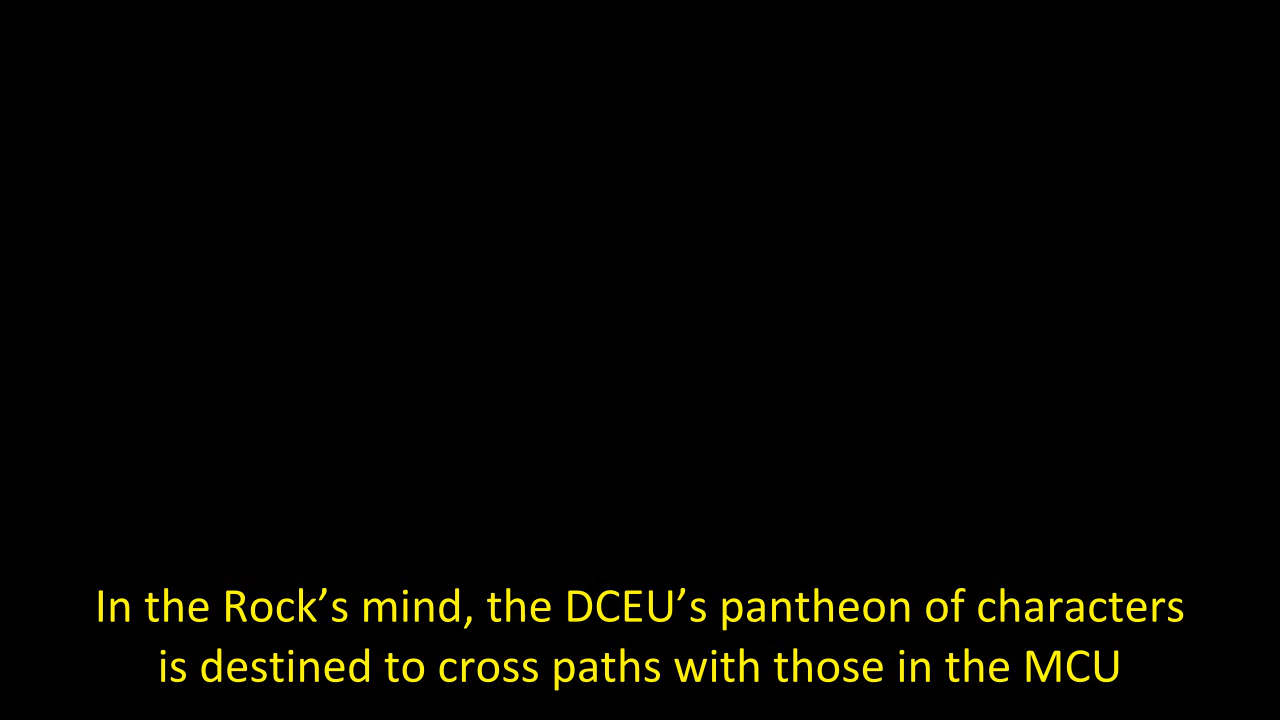 In the Rock’s mind, the DCEU’s pantheon of characters
is destined to cross paths with those in the MCU